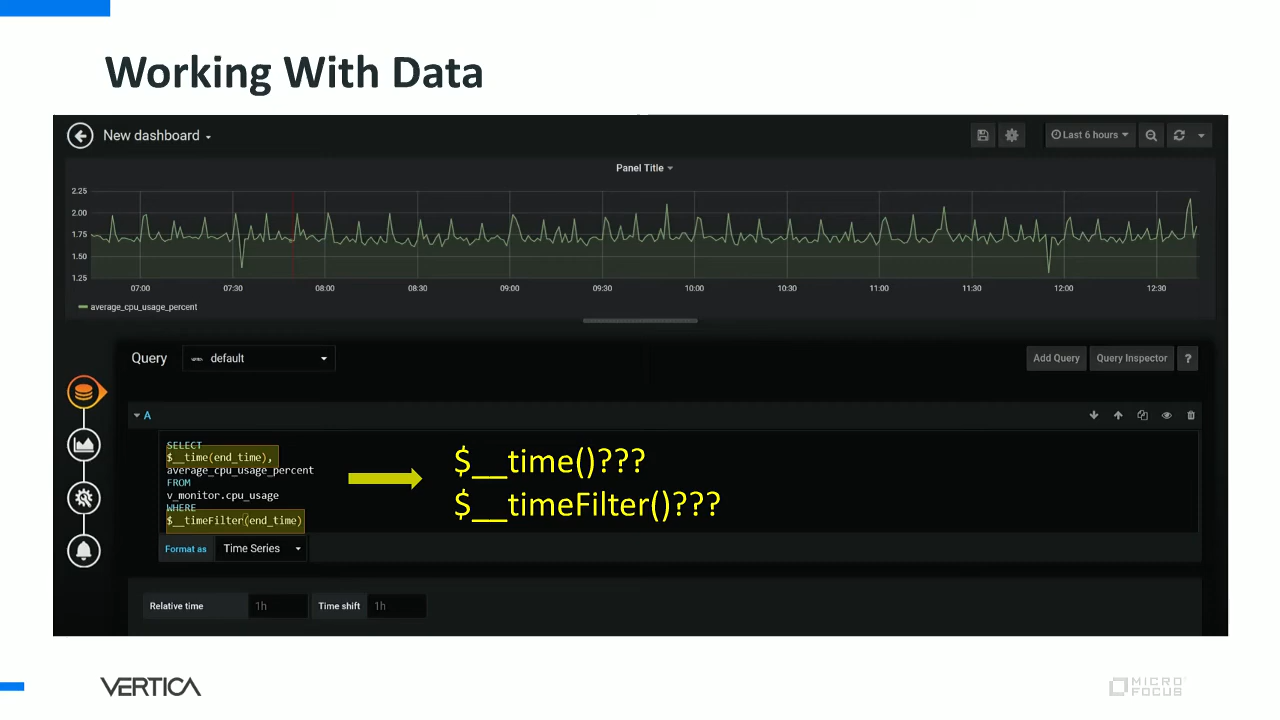 Working With Data
New dashboard
Last 6 hours
Panel Title
2.25
2.00
1.75
1.50
1.25
07:00 07:30 08:00 08:30 09:00 09:30 10:00 10:30 11:00 11:30 12:00 12:30
average_cpu_usage_percent
Query default Add Query Query Inspector ?
A
SELECT
$__time(end_time),
average_cpu_usage_percent
FROM
v_monitor.cpu_usage
WHERE
$__timeFilter(end_time)
$__time()???
$__timeFilter()???
Format as Time Series
Relative time 1h Time shift 1h
VERTICA
MICRO
FOCUS